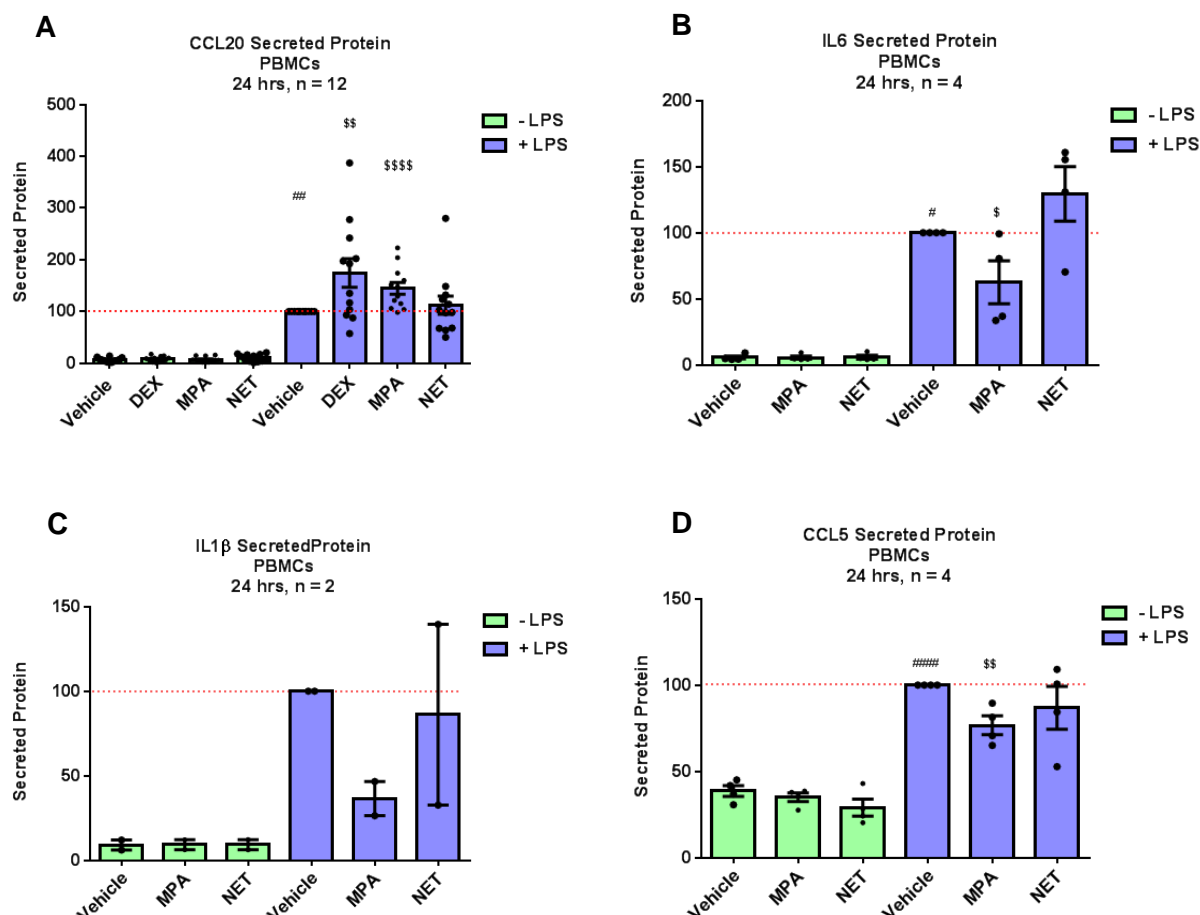 A
CCL20 Secreted Protein
PBMCs
24 hrs, n = 12
- LPS
+ LPS
Secreted Protein
500
400
300
200
100
0
##
$$
$$$$
Vehicle
DEX
MPA
NET
Vehicle
DEX
MPA
NET
B
IL6 Secreted Protein
PBMCs
24 hrs, n = 4
- LPS
+ LPS
Secreted Protein
200
150
100
50
0
#
$
Vehicle
MPA
NET
Vehicle
MPA
NET
C
IL1β SecretedProtein
PBMCs
24 hrs, n = 2
- LPS
+ LPS
Secreted Protein
150
100
50
0
Vehicle
MPA
NET
Vehicle
MPA
NET
D
CCL5 Secreted Protein
PBMCs
24 hrs, n = 4
- LPS
+ LPS
Secreted Protein
150
100
50
0
####
$$
Vehicle
MPA
NET
Vehicle
MPA
NET